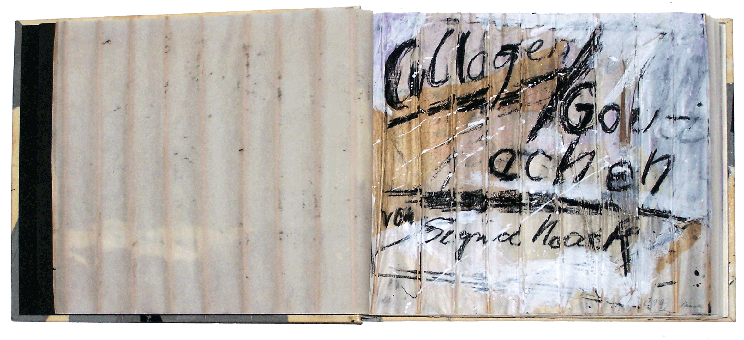 Collagen
Gou-
achen
von Sigrid Noack